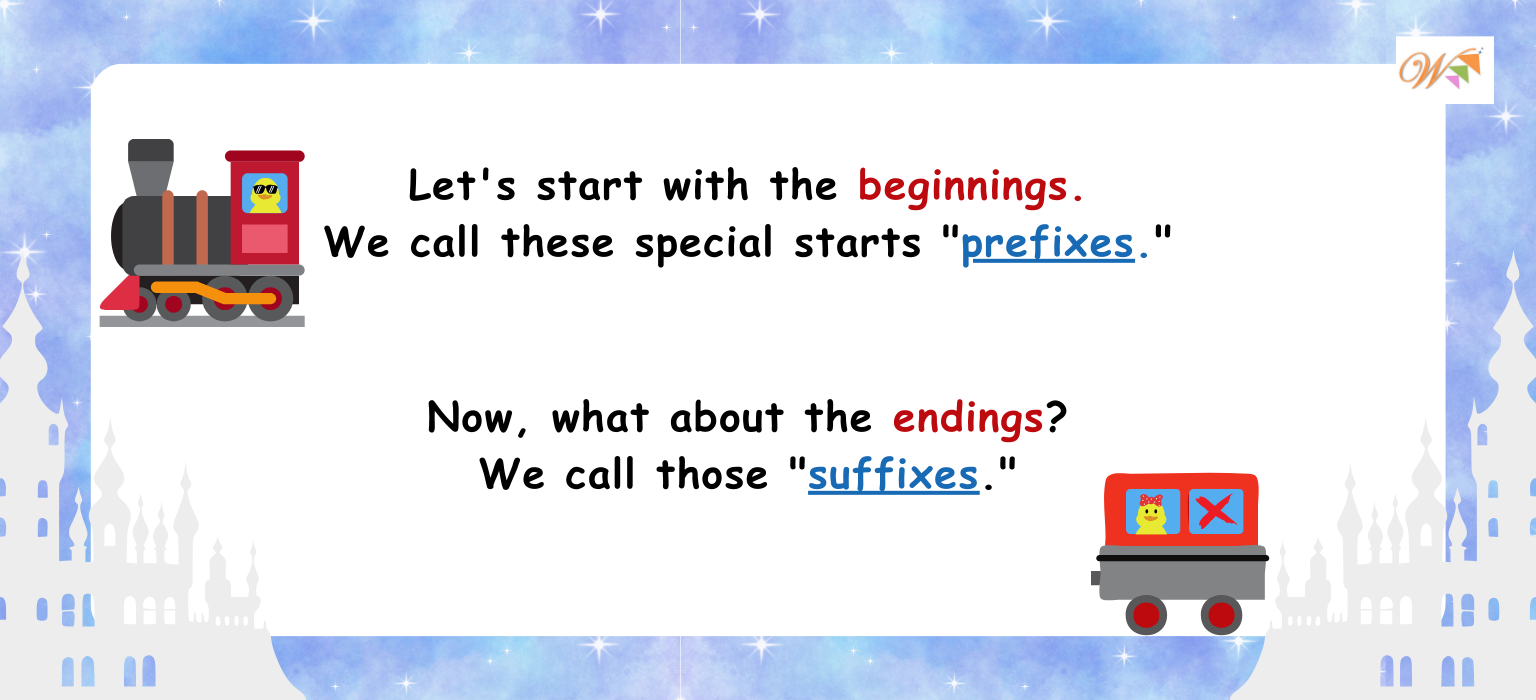 W
Let's start with the beginnings.
We call these special starts "prefixes."
Now, what about the endings?
We call those "suffixes."